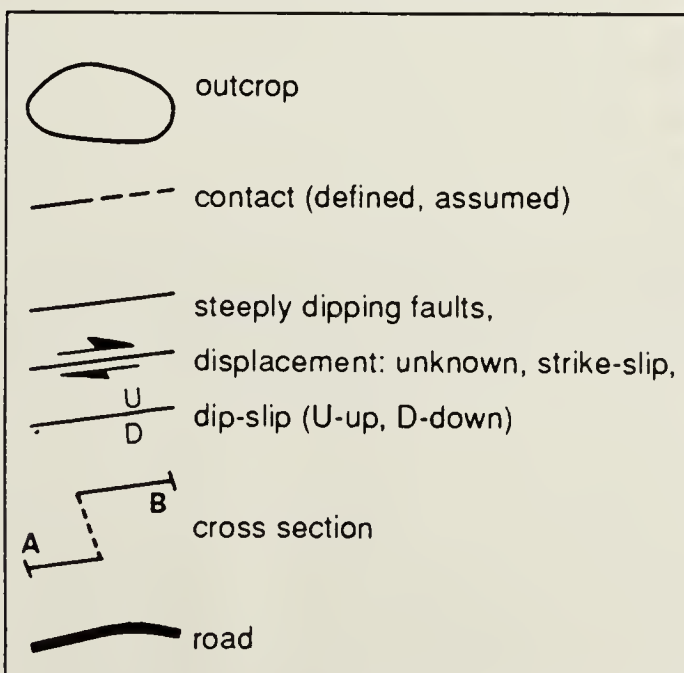 outcrop
contact (defined, assumed)
steeply dipping faults,
displacement: unknown, strike-slip,
U
D
dip-slip (U-up, D-down)
A
B
cross section
road